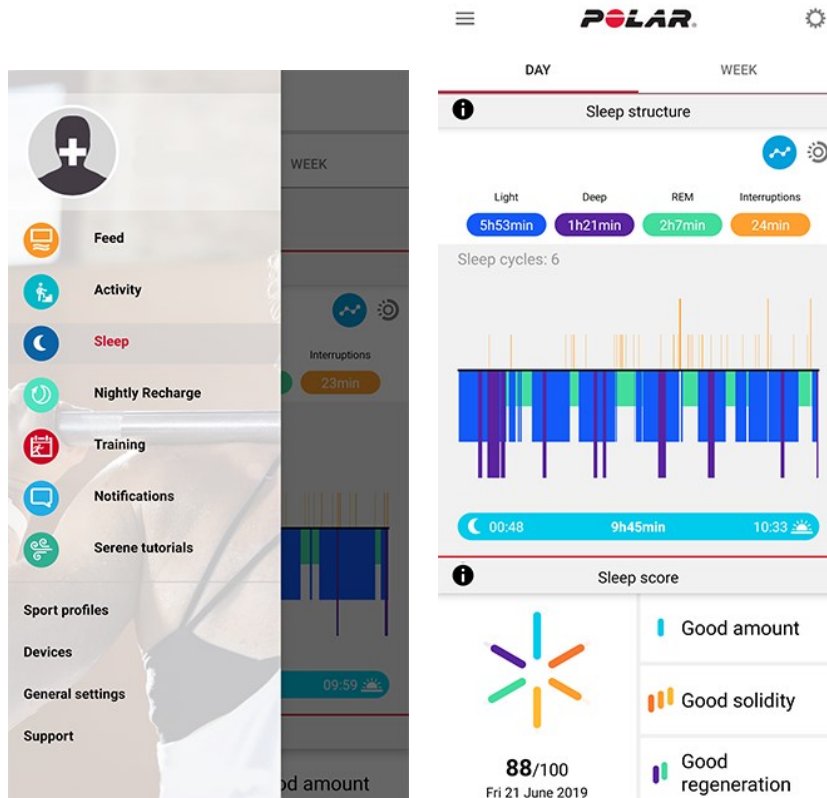 WEEK
Feed
Activity
Sleep
Interruptions
23min
Nightly Recharge
Training
Notifications
Serene tutorials
Sport profiles
Devices
General settings
09:59
Support
od amount
POLAR
DAY WEEK
Sleep structure
Light Deep REM Interruptions
5h53min 1h21min 2h7min 24min
Sleep cycles: 6
00:48 9h45min 10:33
Sleep score
Good amount
Good solidity
88/100
Fri 21 June 2019
Good
regeneration